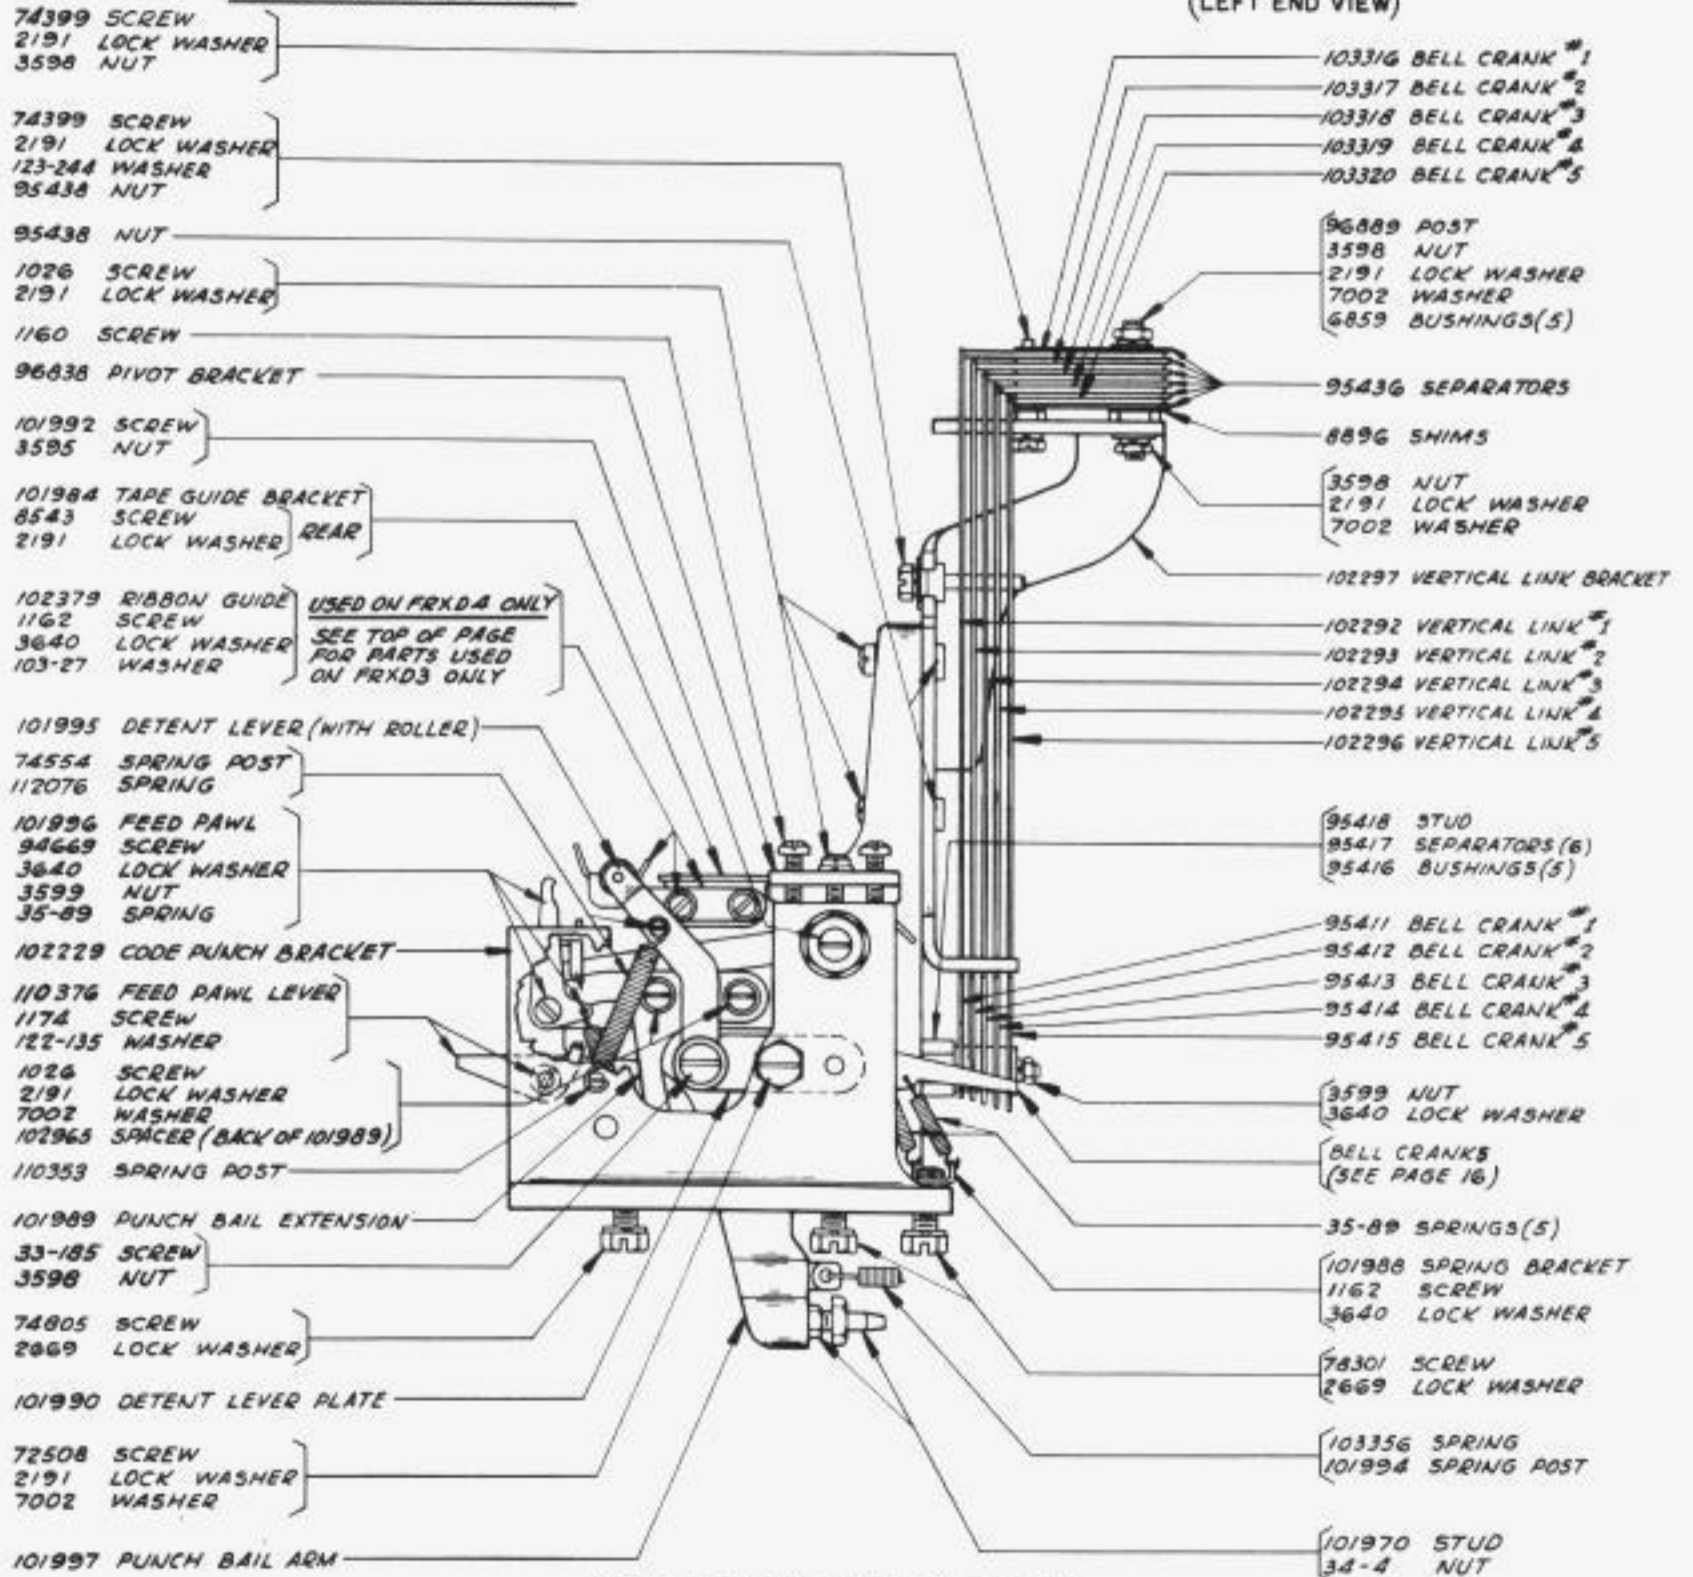 74399 SCREW
2191 LOCK WASHER
3598 NUT
74399 SCREW
2191 LOCK WASHER
123-244 WASHER
95438 NUT
95438 NUT
1026 SCREW
2191 LOCK WASHER
1160 SCREW
96838 PIVOT BRACKET
101992 SCREW
3595 NUT
101984 TAPE GUIDE BRACKET
8543 SCREW
2191 LOCK WASHER
REAR
102379 RIBBON GUIDE
1162 SCREW
3640 LOCK WASHER
103-27 WASHER
USED ON FRXD4 ONLY
SEE TOP OF PAGE
FOR PARTS USED
ON FRXD3 ONLY
101995 DETENT LEVER (WITH ROLLER)
74554 SPRING POST
112076 SPRING
101996 FEED PAWL
94669 SCREW
3640 LOCK WASHER
3599 NUT
35-89 SPRING
102229 CODE PUNCH BRACKET
110376 FEED PAWL LEVER
1174 SCREW
122-135 WASHER
1026 SCREW
2191 LOCK WASHER
7002 WASHER
102965 SPACER (BACK OF 101989)
110353 SPRING POST
101989 PUNCH BAIL EXTENSION
33-185 SCREW
3598 NUT
74805 SCREW
2669 LOCK WASHER
101990 DETENT LEVER PLATE
72508 SCREW
2191 LOCK WASHER
7002 WASHER
101997 PUNCH BAIL ARM
(LEFT END VIEW)
103316 BELL CRANK #1
103317 BELL CRANK #2
103318 BELL CRANK #3
103319 BELL CRANK #4
103320 BELL CRANK #5
96889 POST
3598 NUT
2191 LOCK WASHER
7002 WASHER
6859 BUSHINGS (5)
95436 SEPARATORS
8896 SHIMS
3598 NUT
2191 LOCK WASHER
7002 WASHER
102297 VERTICAL LINK BRACKET
102292 VERTICAL LINK #1
102293 VERTICAL LINK #2
102294 VERTICAL LINK #3
102295 VERTICAL LINK #4
102296 VERTICAL LINK #5
95418 STUD
95417 SEPARATORS (6)
95416 BUSHINGS (5)
95411 BELL CRANK #1
95412 BELL CRANK #2
95413 BELL CRANK #3
95414 BELL CRANK #4
95415 BELL CRANK #5
3599 NUT
3640 LOCK WASHER
BELL CRANKS
(SEE PAGE 16)
35-89 SPRINGS (5)
101988 SPRING BRACKET
1162 SCREW
3640 LOCK WASHER
78301 SCREW
2669 LOCK WASHER
103356 SPRING
101994 SPRING POST
101970 STUD
34-4 NUT